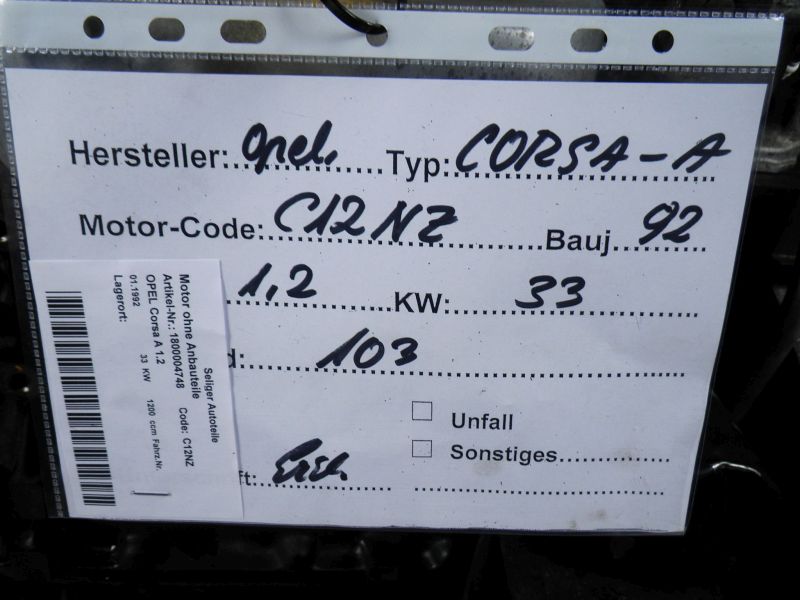 Hersteller: Opel Typ: CORSA-A
Motor-Code: C12NZ Bauj. 92
1,2 KW: 33
d: 103
Unfall
Sonstiges
ft:
Seliger Autoteile
Motor ohne Anbauteile
Artikel-Nr.: 1800004748 Code: C12NZ
OPEL Corsa A 1.2
01.1992 33 KW 1200 ccm Fahrz.Nr.
Lagerort: